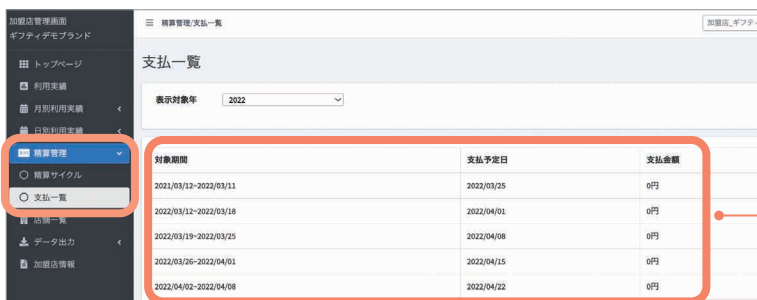 加盟店管理画面
ギフティデモブランド
精算管理/支払一覧
加盟店_ギフテ
トップページ
利用実績
月別利用実績
日別利用実績
精算管理
精算サイクル
支払一覧
店舗一覧
データ出力
加盟店情報
支払一覧
表示対象年 2022
対象期間 支払予定日 支払金額
2021/03/12~2022/03/11 2022/03/25 0円
2022/03/12~2022/03/18 2022/04/01 0円
2022/03/19~2022/03/25 2022/04/08 0円
2022/03/26~2022/04/01 2022/04/15 0円
2022/04/02~2022/04/08 2022/04/22 0円